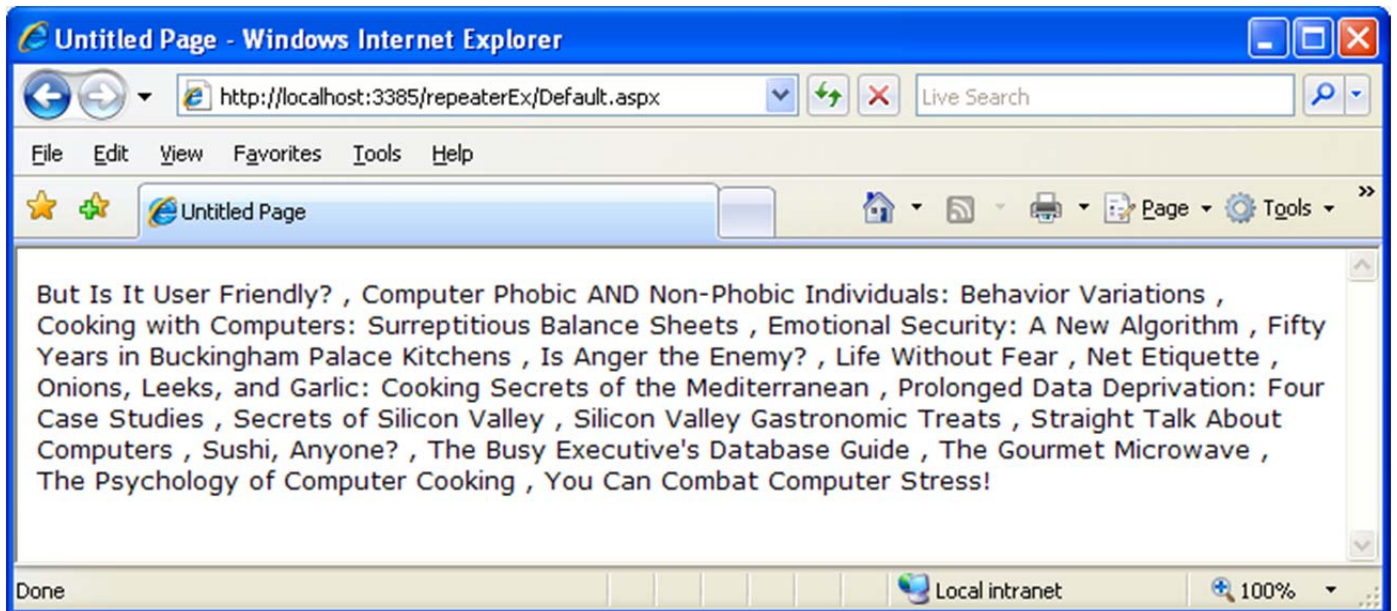 Untitled Page - Windows Internet Explorer
http://localhost:3385/repeaterEx/Default.aspx Live Search
File Edit View Favorites Tools Help
Untitled Page Page Tools »
But Is It User Friendly? , Computer Phobic AND Non-Phobic Individuals: Behavior Variations ,
Cooking with Computers: Surreptitious Balance Sheets , Emotional Security: A New Algorithm , Fifty
Years in Buckingham Palace Kitchens , Is Anger the Enemy? , Life Without Fear , Net Etiquette ,
Onions, Leeks, and Garlic: Cooking Secrets of the Mediterranean , Prolonged Data Deprivation: Four
Case Studies , Secrets of Silicon Valley , Silicon Valley Gastronomic Treats , Straight Talk About
Computers , Sushi, Anyone? , The Busy Executive's Database Guide , The Gourmet Microwave ,
The Psychology of Computer Cooking , You Can Combat Computer Stress!
Done Local intranet 100%